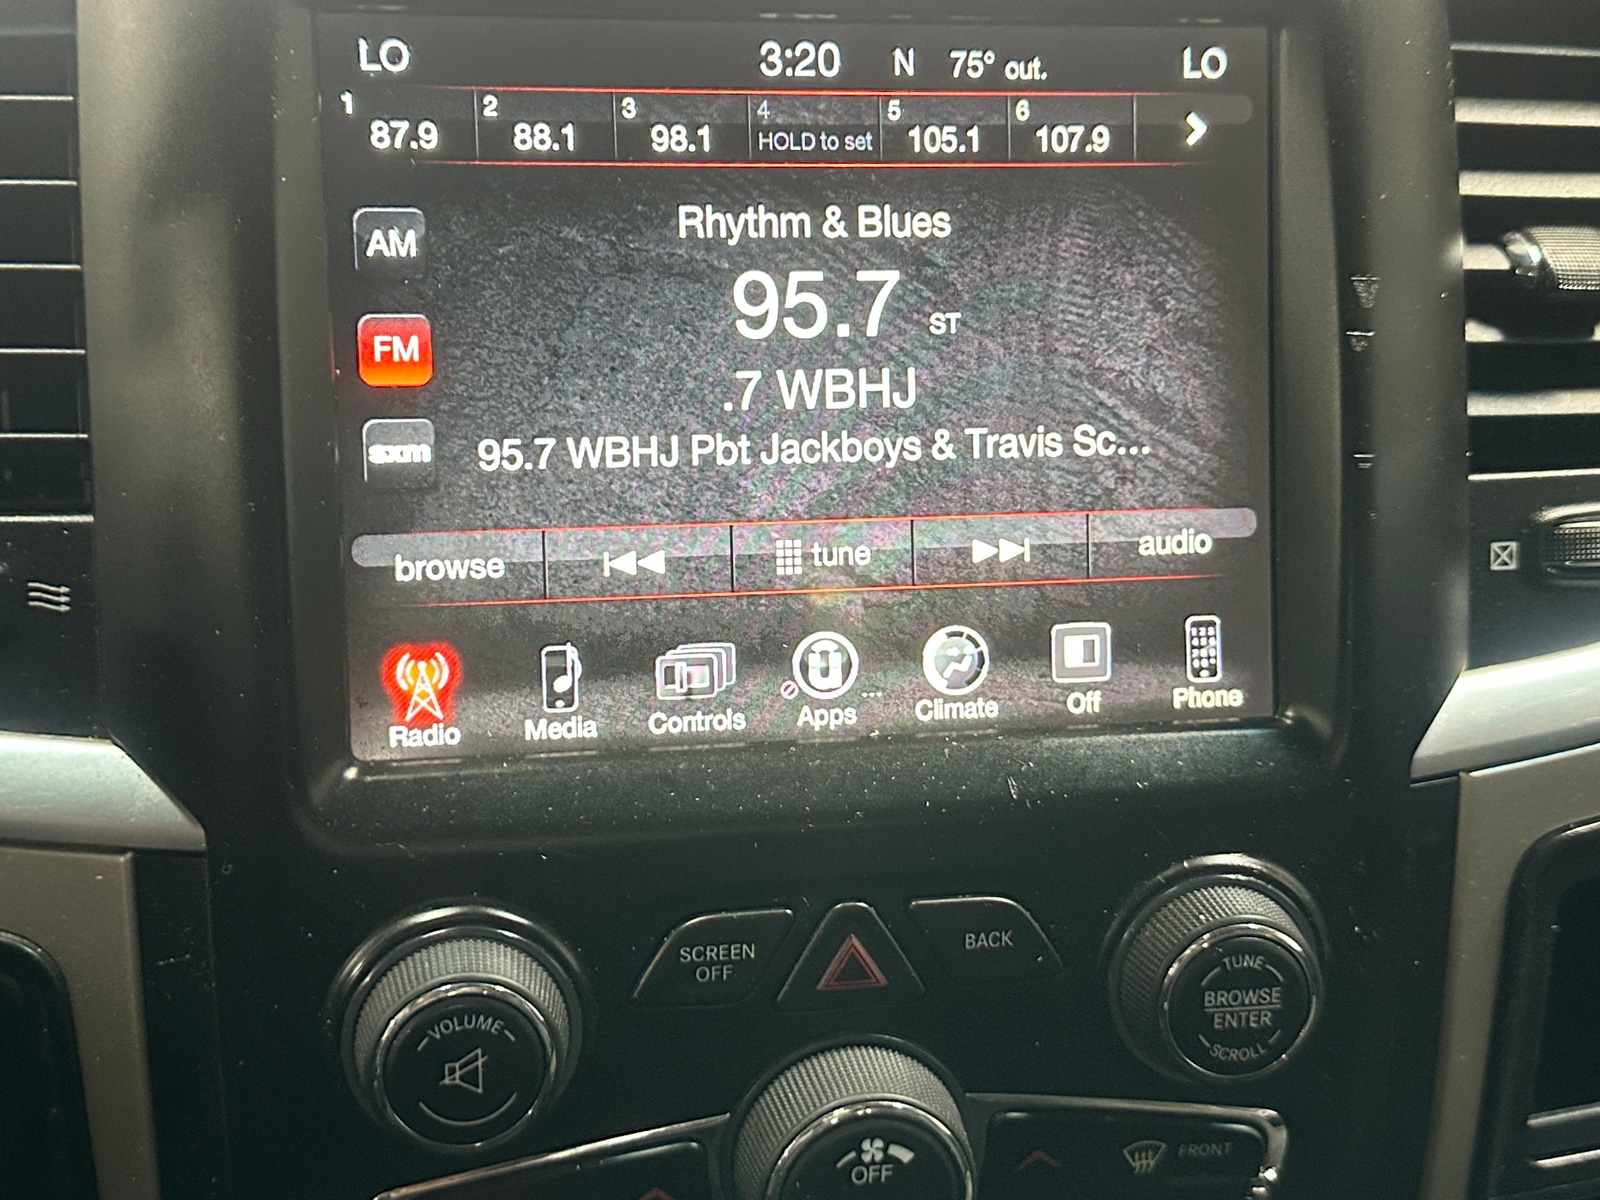 LO 3:20 N 75° out. LO
1 2 3 4 5 6
87.9 88.1 98.1 HOLD to set 105.1 107.9
AM
Rhythm & Blues
95.7 ST
FM
.7 WBHJ
sxm
95.7 WBHJ Pbt Jackboys & Travis Sc...
browse tune audio
Radio Media Controls Apps ... Climate Off Phone
SCREEN
OFF
BACK
VOLUME
TUNE
BROWSE
ENTER
SCROLL
OFF
FRONT